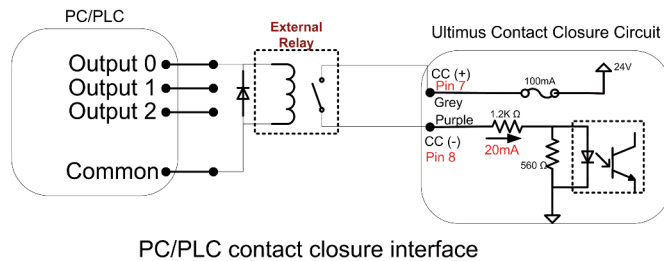 PC/PLC
External
Relay
Ultimus Contact Closure Circuit
Output 0
Output 1
Output 2
Common
CC (+)
Pin 7
Grey
100mA
24V
Purple
1.2K Ω
CC (-)
Pin 8
20mA
560 Ω
PC/PLC contact closure interface